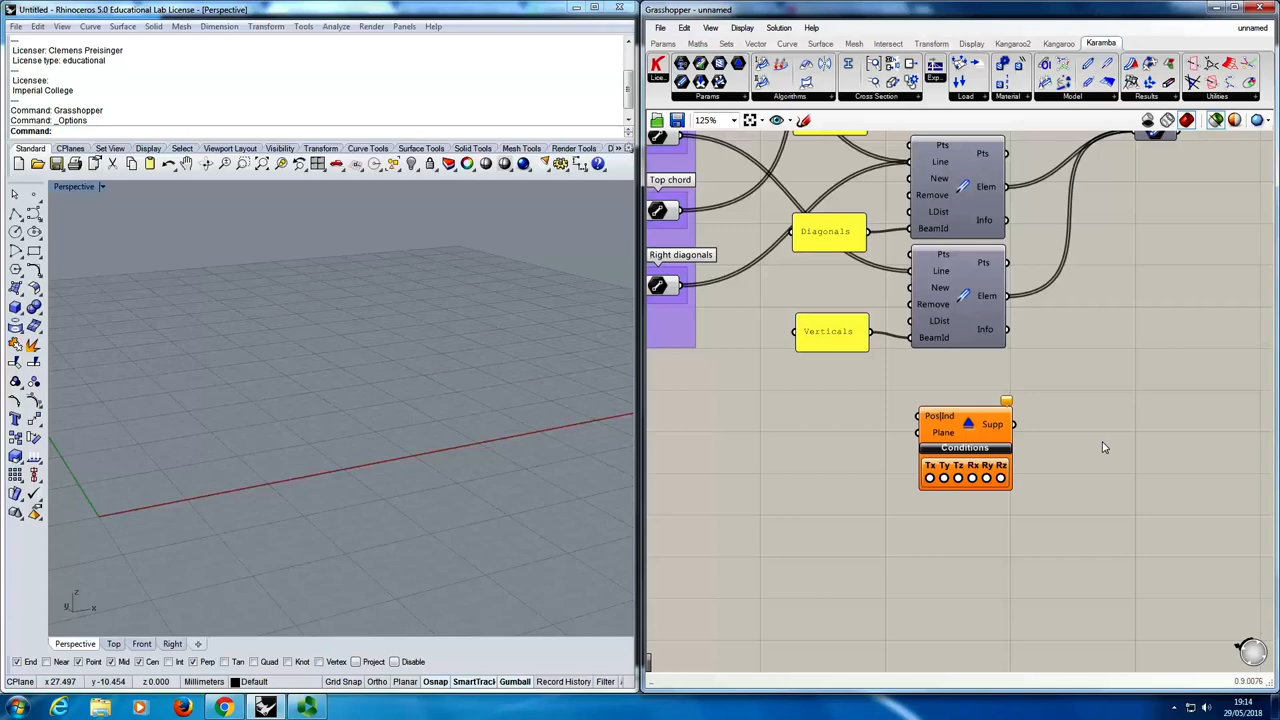 Untitled - Rhinoceros 5.0 Educational Lab License - [Perspective]
File Edit View Curve Surface Solid Mesh Dimension Transform Tools Analyze Render Panels Help
---
Licenser: Clemens Preisinger
License type: educational
---
Licensee:
Imperial College
---
Command: Grasshopper
Command: _Options
Command:
Standard CPlanes Set View Display Select Viewport Layout Visibility Transform Curve Tools Surface Tools Solid Tools Mesh Tools Render Tools D »
Perspective
z
y x
Perspective Top Front Right
End Near Point Mid Cen Int Perp Tan Quad Knot Vertex Project Disable
CPlane x 27.497 y -10.454 z 0.000 Millimeters Default Grid Snap Ortho Planar Osnap SmartTrack Gumball Record History Filter
Grasshopper - unnamed
File Edit View Display Solution Help unnamed
Params Maths Sets Vector Curve Surface Mesh Intersect Transform Display Kangaroo2 Kangaroo Karamba
Lice... Exp...
Params Algorithms Cross Section Load Material Model Results Utilities
125%
Pts Pts
Line
New Elem
Remove
LDist Info
BeamId
Top chord
Diagonals
Right diagonals
Pts Pts
Line
New Elem
Remove
LDist Info
BeamId
Verticals
Pos|Ind Supp
Plane
Conditions
Tx Ty Tz Rx Ry Rz
0.9.0076
19:14
29/05/2018